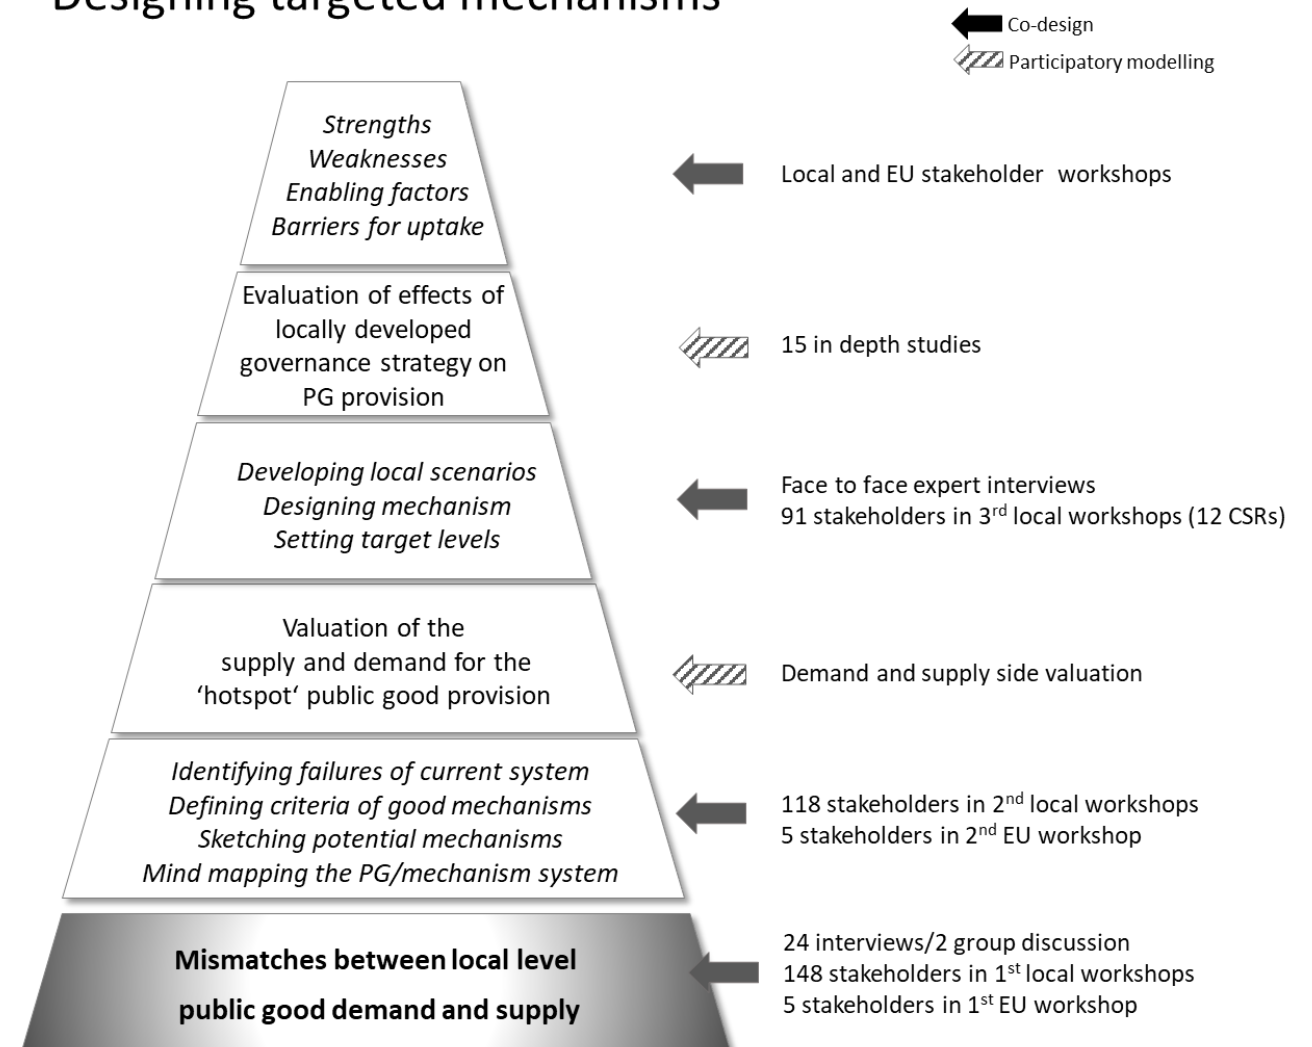 Designing targeted mechanisms
Co-design
Participatory modelling
Strengths
Weaknesses
Enabling factors
Barriers for uptake
Local and EU stakeholder workshops
Evaluation of effects of
locally developed
governance strategy on
PG provision
15 in depth studies
Developing local scenarios
Designing mechanism
Setting target levels
Face to face expert interviews
91 stakeholders in 3rd local workshops (12 CSRs)
Valuation of the
supply and demand for the
‘hotspot‘ public good provision
Demand and supply side valuation
Identifying failures of current system
Defining criteria of good mechanisms
Sketching potential mechanisms
Mind mapping the PG/mechanism system
118 stakeholders in 2nd local workshops
5 stakeholders in 2nd EU workshop
Mismatches between local level
public good demand and supply
24 interviews/2 group discussion
148 stakeholders in 1st local workshops
5 stakeholders in 1st EU workshop